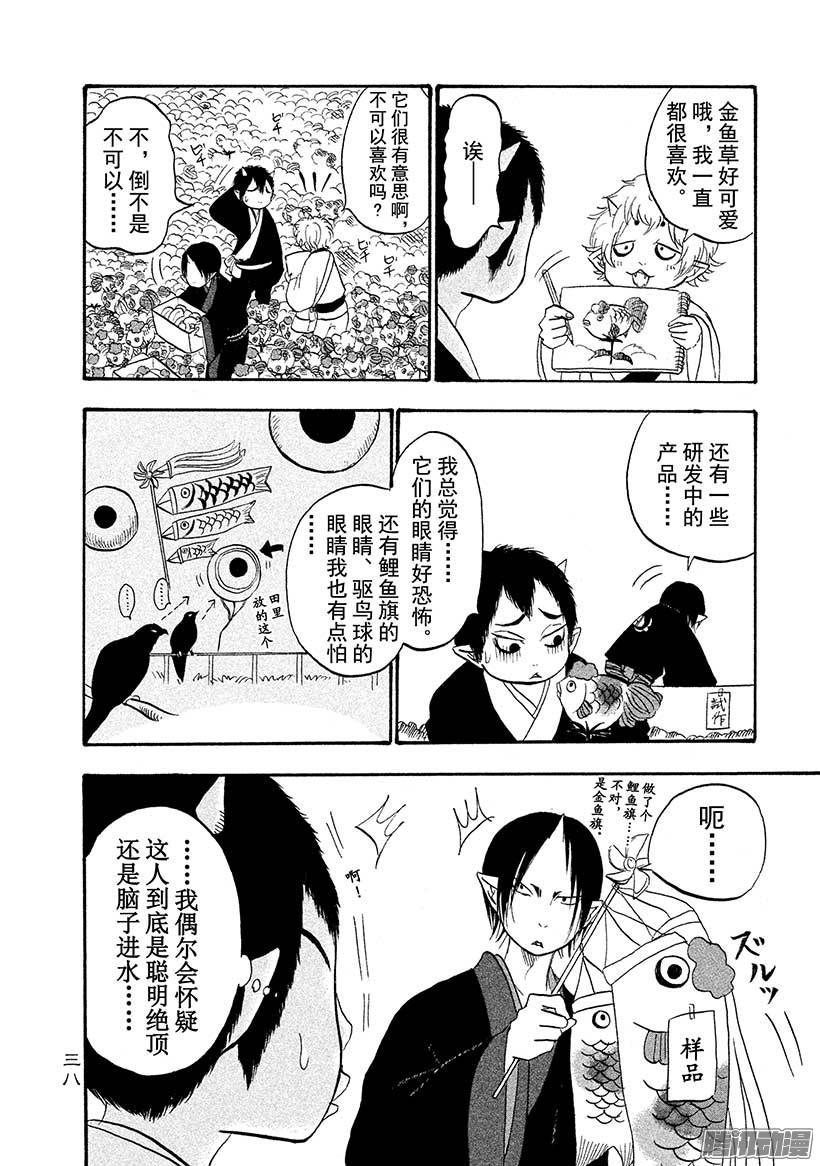 金鱼草好可爱
哦，我一直
都很喜欢。
诶——
它们很有意思啊，
不可以喜欢吗？
ピチ
ピチ
ピチ
ピチ
不，倒不是
不可以……
还有一些
研发中的
产品……
試作
我总觉得……
它们的眼睛好恐怖。
还有鲤鱼旗的
眼睛、驱鸟球的
眼睛我也有点怕
……
田里
放的这个
……
……
呃……
做了个
鲤鱼旗……
不对，
是金鱼旗。
ズルッ
样品
啊！
……我偶尔会怀疑
这人到底是聪明绝顶
还是脑子进水……
三八
腾讯动漫